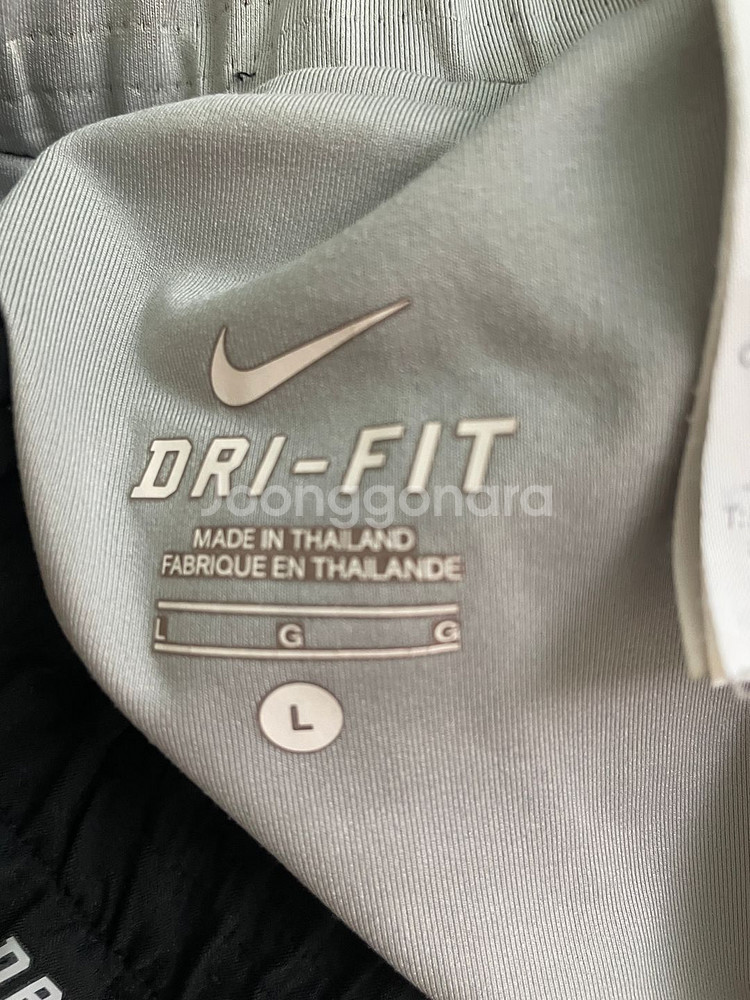 DRI-FIT
Joonggonara
MADE IN THAILAND
FABRIQUE EN THAILANDE
L G G
L